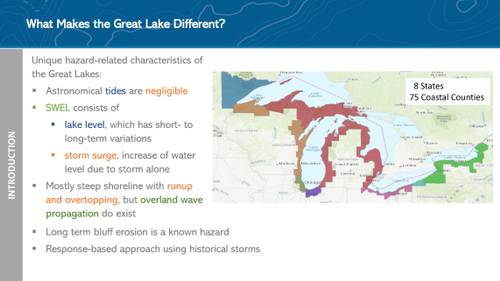 What Makes the Great Lake Different?
INTRODUCTION
Unique hazard-related characteristics of
the Great Lakes:
▪ Astronomical tides are negligible
▪ SWEL consists of
▪ lake level, which has short- to
long-term variations
▪ storm surge, increase of water
level due to storm alone
▪ Mostly steep shoreline with runup
and overtopping, but overland wave
propagation do exist
▪ Long term bluff erosion is a known hazard
▪ Response-based approach using historical storms
8 States
75 Coastal Counties